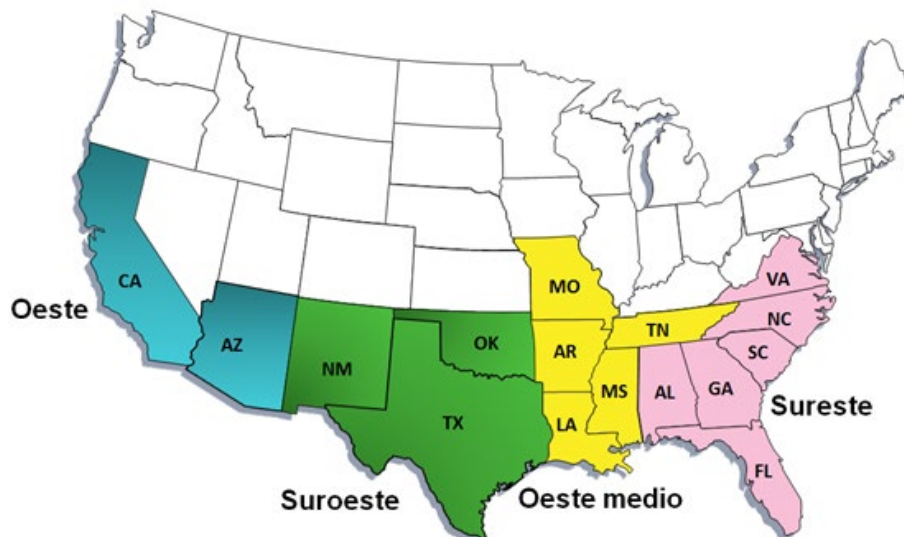 VA
MO
CA
Oeste
NC
TN
AZ
OK
AR
SC
NM
MS
AL
GA
Sureste
TX
LA
FL
Suroeste
Oeste medio